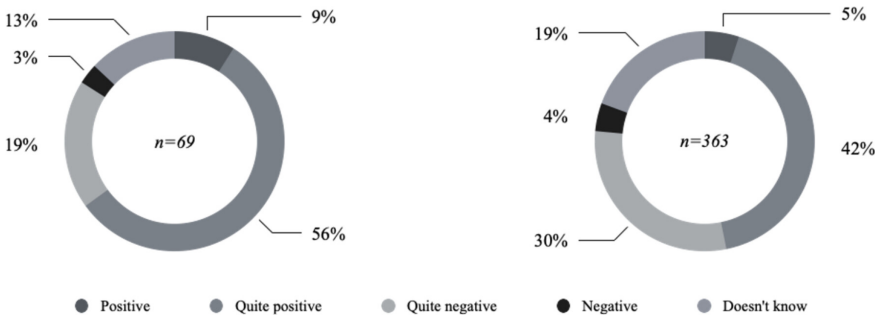 13%
9%
3%
n=69
19%
56%
5%
19%
4%
n=363
42%
30%
Positive
Quite positive
Quite negative
Negative
Doesn't know